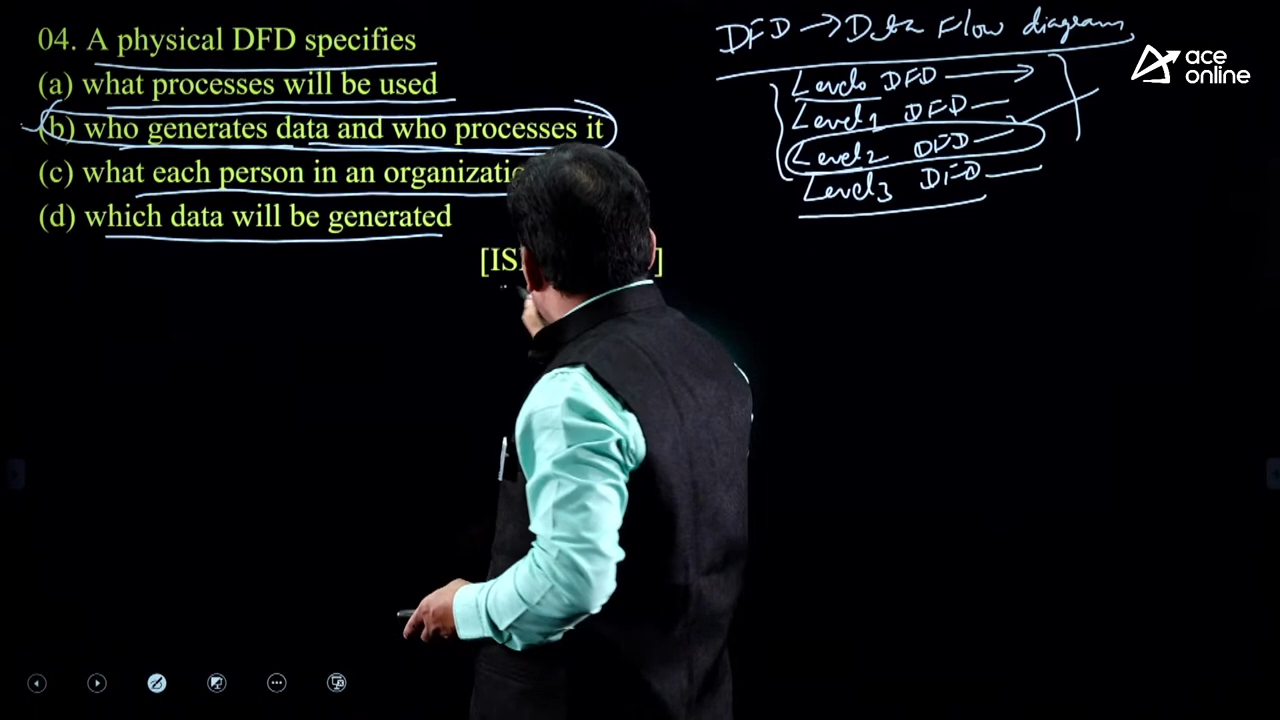 04. A physical DFD specifies
(a) what processes will be used
(b) who generates data and who processes it
(c) what each person in an
(d) which data will be generated
]
DFD → Data Flow diagram
Level0 DFD
Level1 DFD
Level2 DFD
Level3 DFD
ace
online